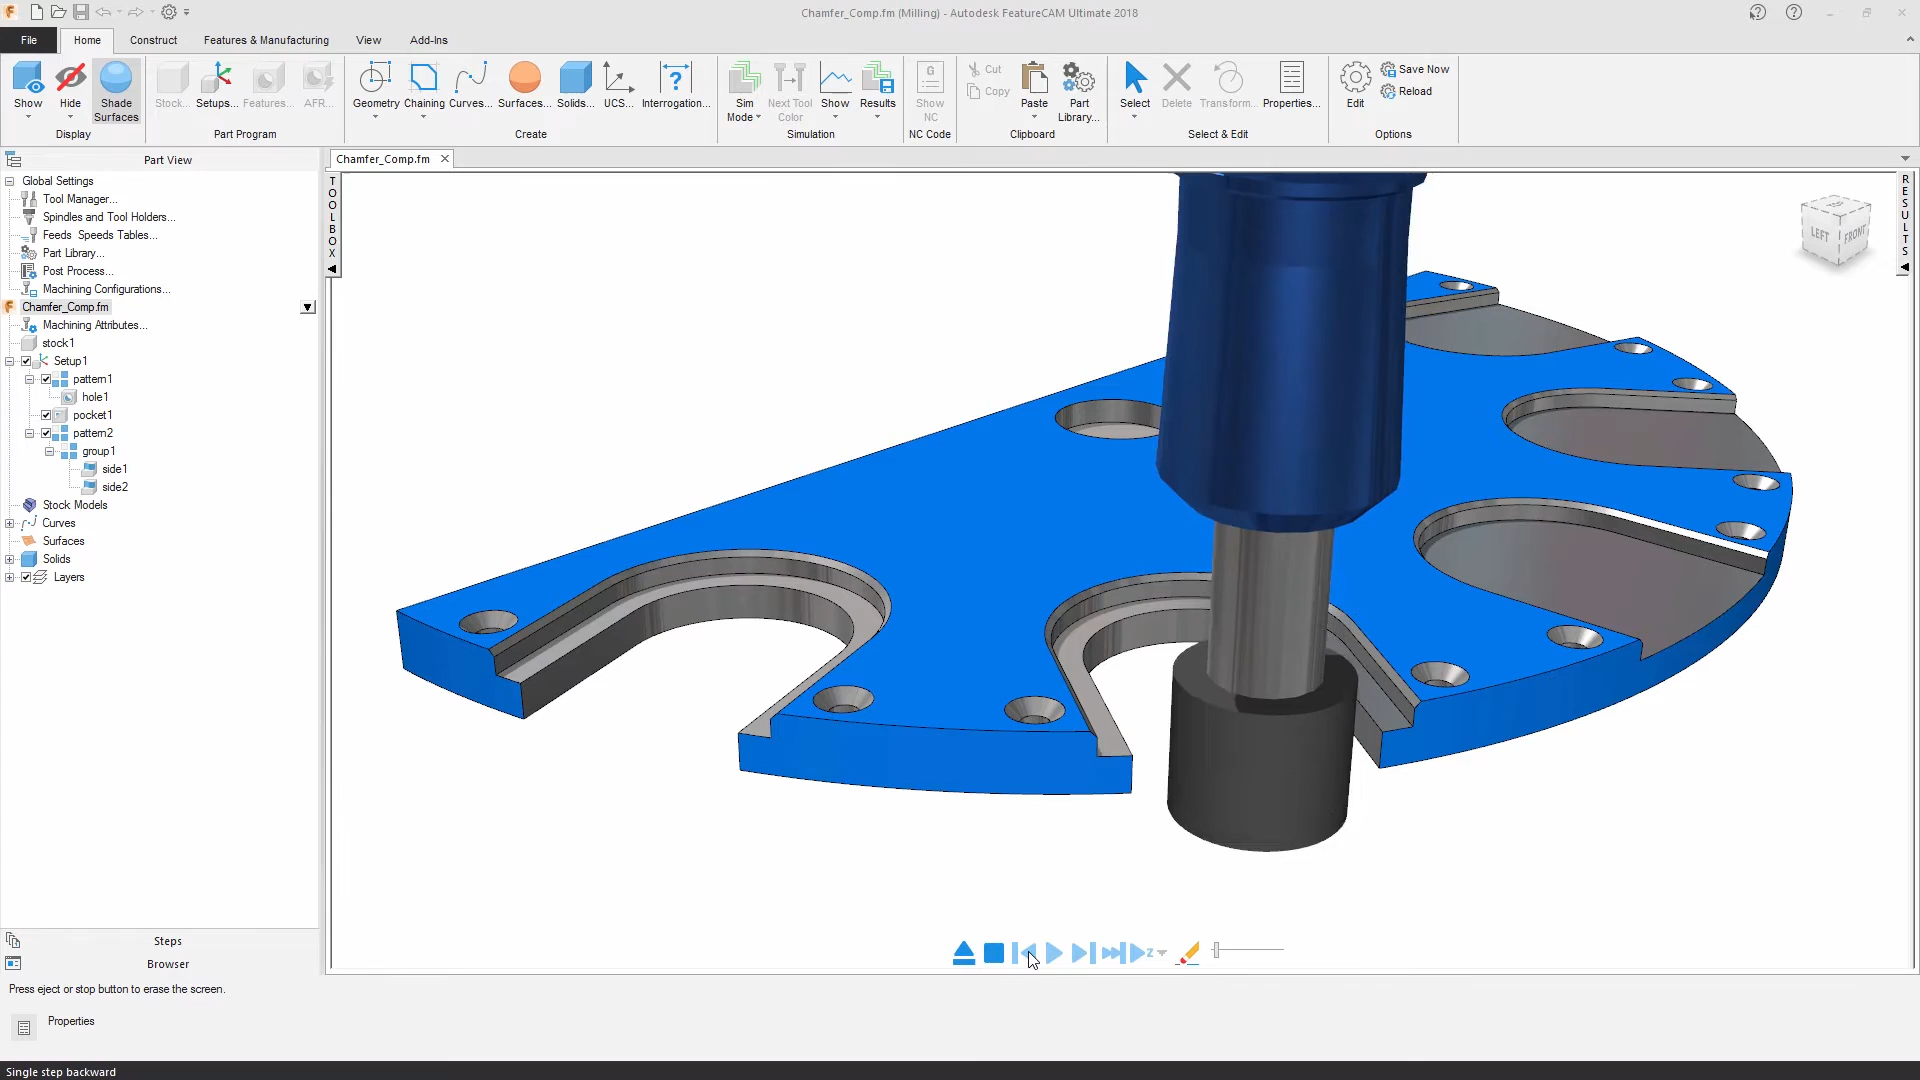 Chamfer_Comp.fm (Milling) - Autodesk FeatureCAM Ultimate 2018
File Home Construct Features & Manufacturing View Add-Ins
Show
Hide
Shade
Surfaces
Display
Stock...
Setups...
Features...
AFR...
Part Program
Geometry
Chaining
Curves...
Surfaces...
Solids...
UCS...
Interrogation...
Create
Sim
Mode
Next Tool
Color
Show
Results
Simulation
G
N
Show
NC
NC Code
Cut
Copy
Paste
Part
Library...
Clipboard
Select
Delete
Transform...
Properties...
Select & Edit
Edit
Save Now
Reload
Options
Part View
Chamfer_Comp.fm
Global Settings
Tool Manager...
Spindles and Tool Holders...
Feeds Speeds Tables...
Part Library...
Post Process...
Machining Configurations...
Chamfer_Comp.fm
Machining Attributes...
stock1
Setup1
pattern1
hole1
pocket1
pattern2
group1
side1
side2
Stock Models
Curves
Surfaces
Solids
Layers
TOOLBOX
TOP
LEFT
FRONT
RESULTS
Z
Steps
Browser
Press eject or stop button to erase the screen.
Properties
Single step backward